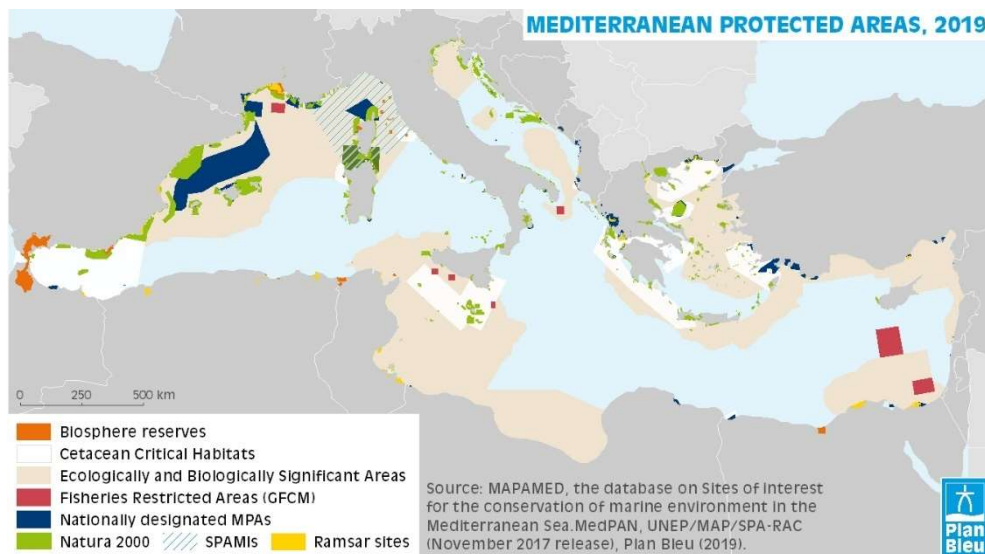 MEDITERRANEAN PROTECTED AREAS, 2019
0 250 500 km
Biosphere reserves
Cetacean Critical Habitats
Ecologically and Biologically Significant Areas
Fisheries Restricted Areas (GFCM)
Nationally designated MPAs
Natura 2000 SPAMIs Ramsar sites
Source: MAPAMED, the database on Sites of interest
for the conservation of marine environment in the
Mediterranean Sea.MedPAN, UNEP/MAP/SPA-RAC
(November 2017 release), Plan Bleu (2019).
Plan
Bleu